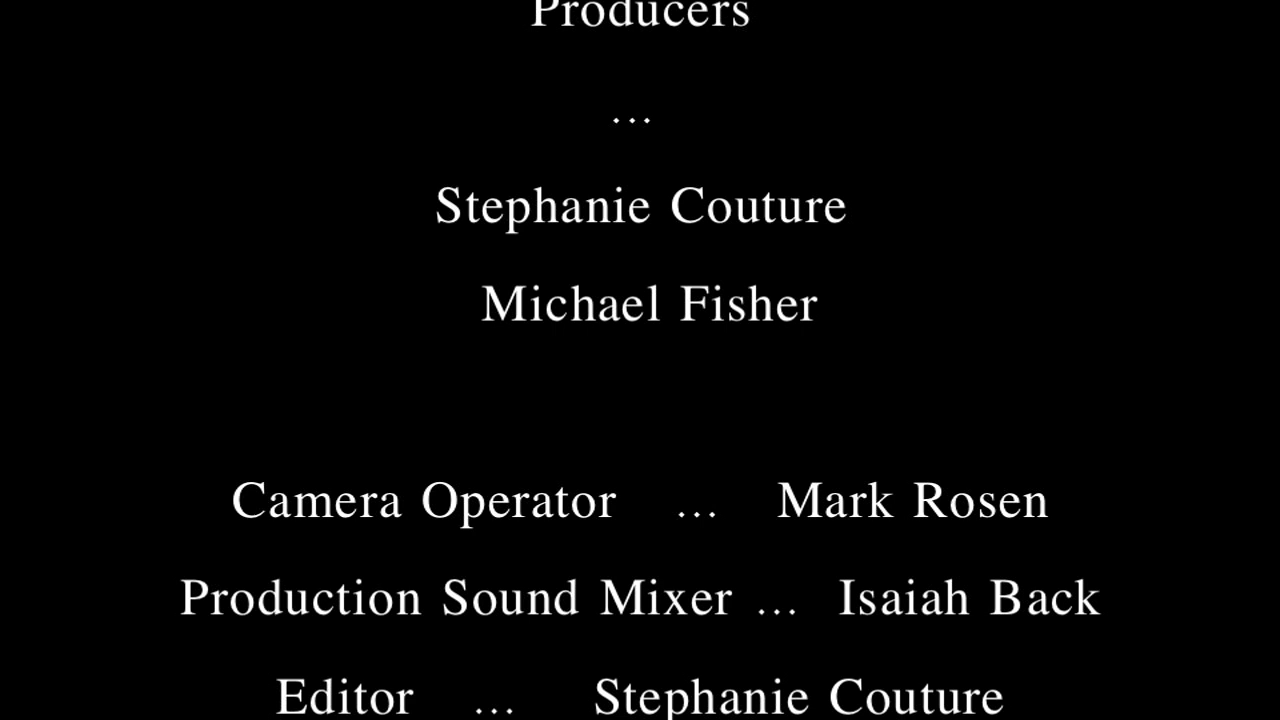 Producers
...
Stephanie Couture
Michael Fisher
Camera Operator ... Mark Rosen
Production Sound Mixer ... Isaiah Back
Editor ... Stephanie Couture